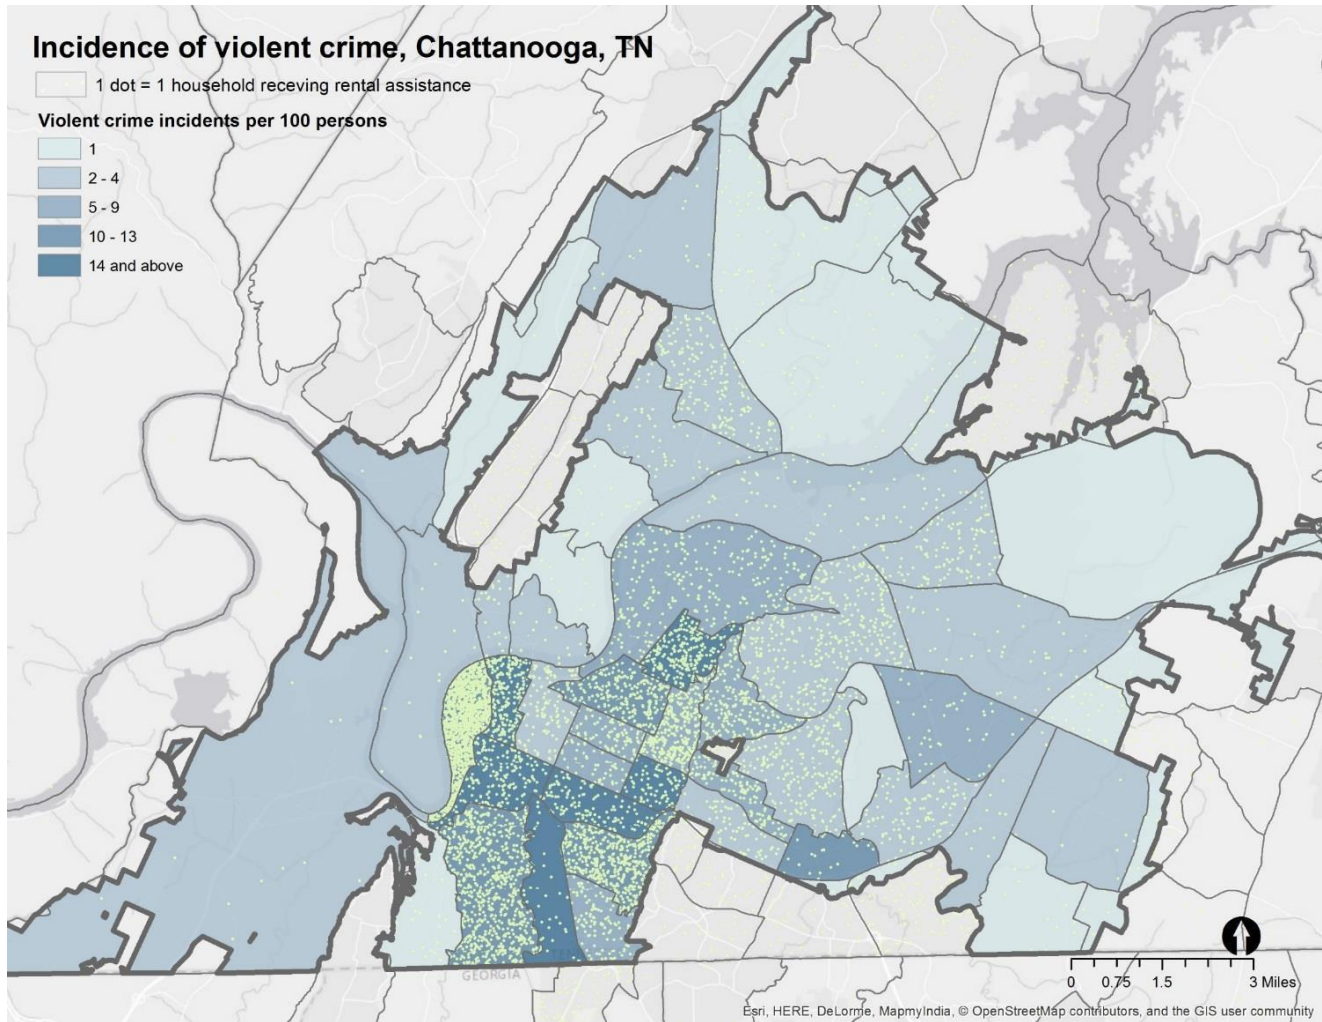 Incidence of violent crime, Chattanooga, TN
1 dot = 1 household receving rental assistance
Violent crime incidents per 100 persons
1
2 - 4
5 - 9
10 - 13
14 and above
GEORGIA
0 0.75 1.5 3 Miles
Esri, HERE, DeLorme, MapmyIndia, © OpenStreetMap contributors, and the GIS user community